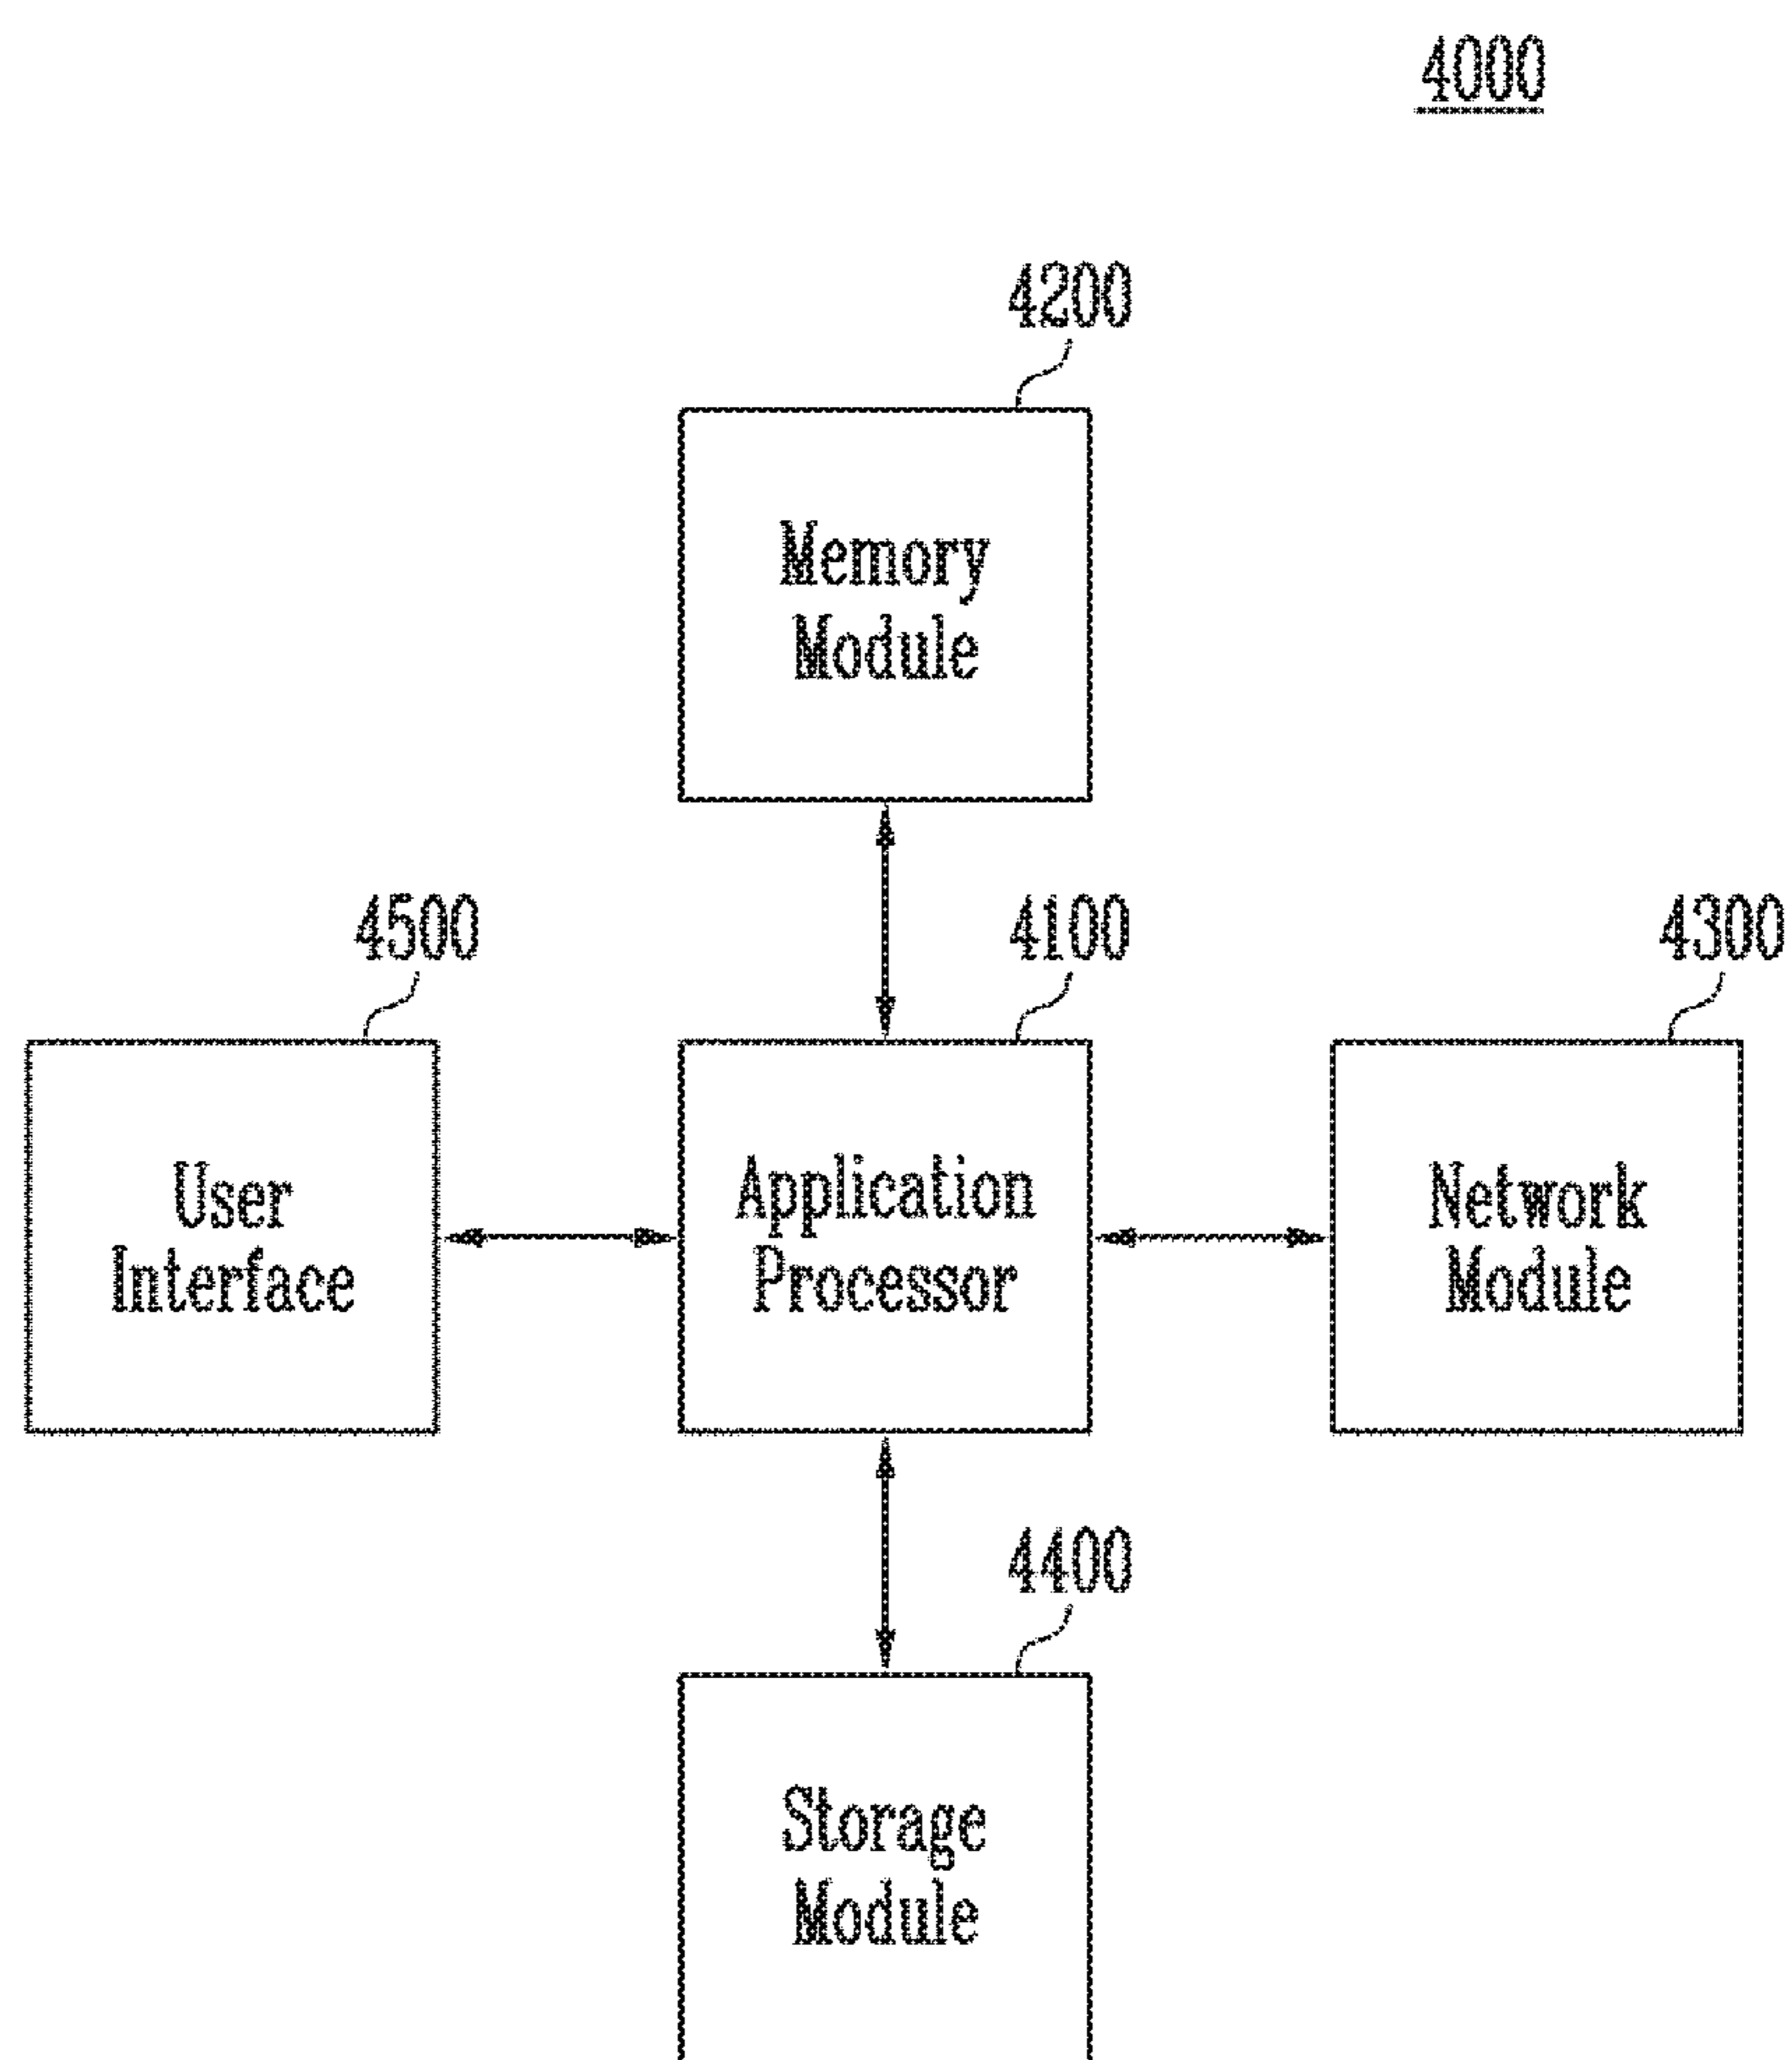 4000
4200
Memory
Module
4500
4100
4300
User
Interface
Application
Processor
Network
Module
4400
Storage
Module